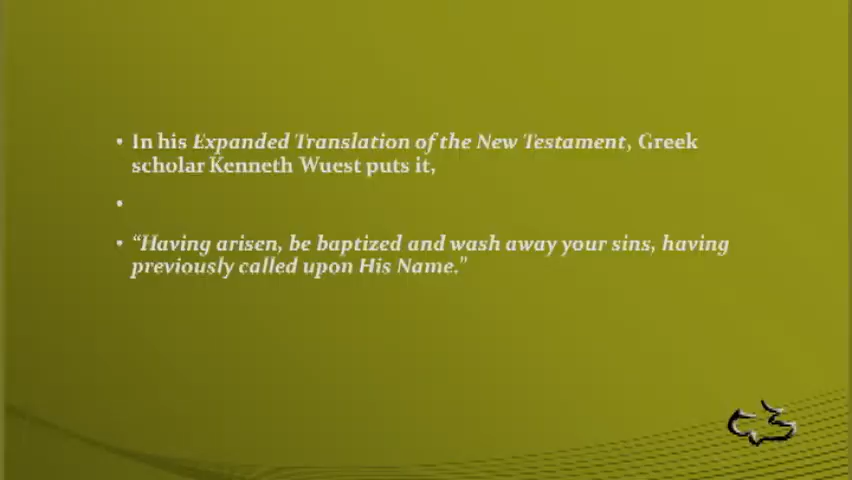 • In his Expanded Translation of the New Testament, Greek
scholar Kenneth Wuest puts it,
•
• “Having arisen, be baptized and wash away your sins, having
previously called upon His Name.”